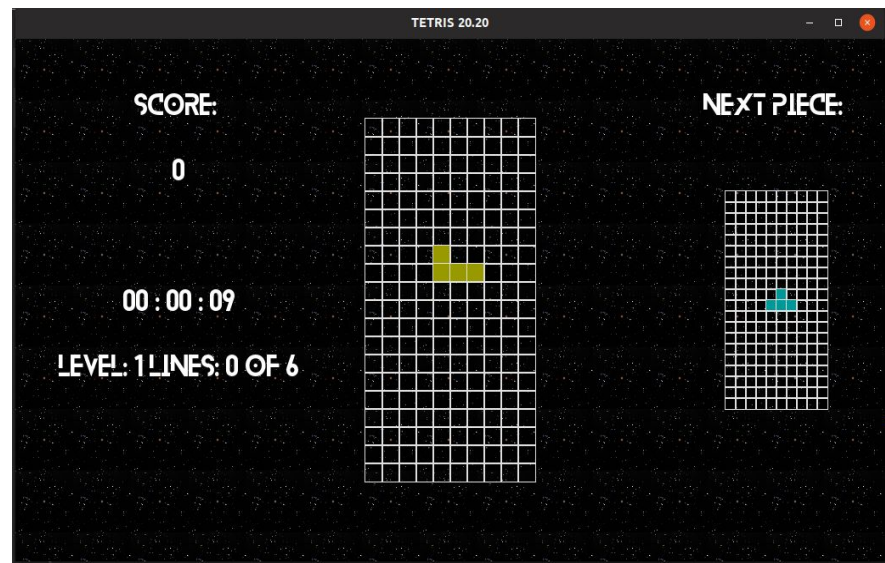 TETRIS 20.20
SCORE:
0
00 : 00 : 09
LEVEL: 1 LINES: 0 OF 6
NEXT PIECE: